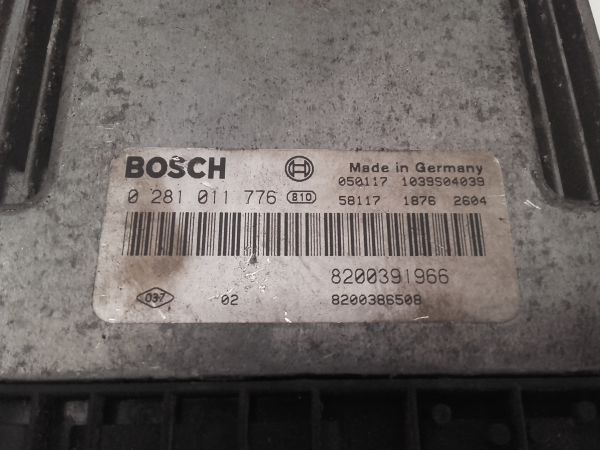 BOSCH Made in Germany
050117 1039S04039
0 281 011 776 810 58117 1876 2604
8200391966
037 -02 8200386508